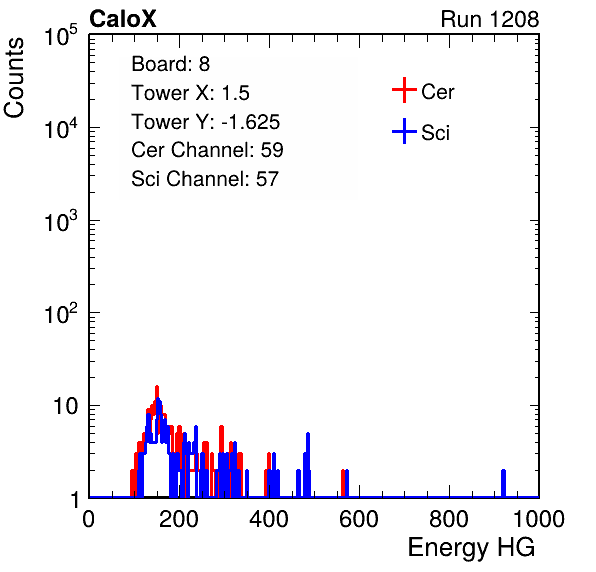 CaloX Run 1208
Counts
10^5
10^4
10^3
10^2
10
1
Board: 8
Tower X: 1.5
Tower Y: -1.625
Cer Channel: 59
Sci Channel: 57
Cer
Sci
0 200 400 600 800 1000
Energy HG